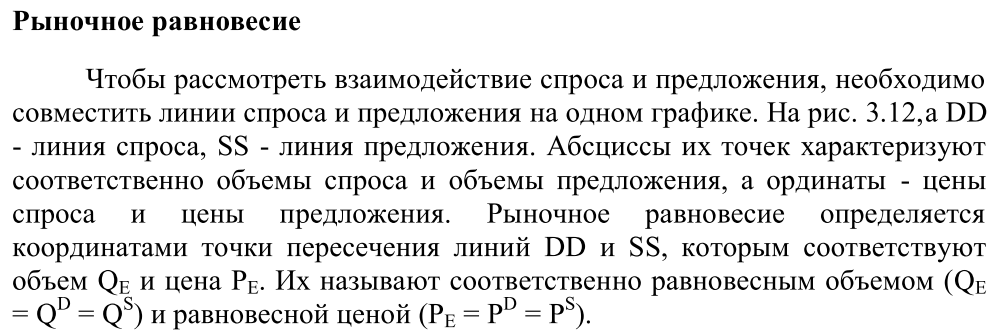 Рыночное равновесие
Чтобы рассмотреть взаимодействие спроса и предложения, необходимо
совместить линии спроса и предложения на одном графике. На рис. 3.12,а DD
- линия спроса, SS - линия предложения. Абсциссы их точек характеризуют
соответственно объемы спроса и объемы предложения, а ординаты - цены
спроса и цены предложения. Рыночное равновесие определяется
координатами точки пересечения линий DD и SS, которым соответствуют
объем Q_E и цена P_E. Их называют соответственно равновесным объемом (Q_E
= Q^D = Q^S) и равновесной ценой (P_E = P^D = P^S).